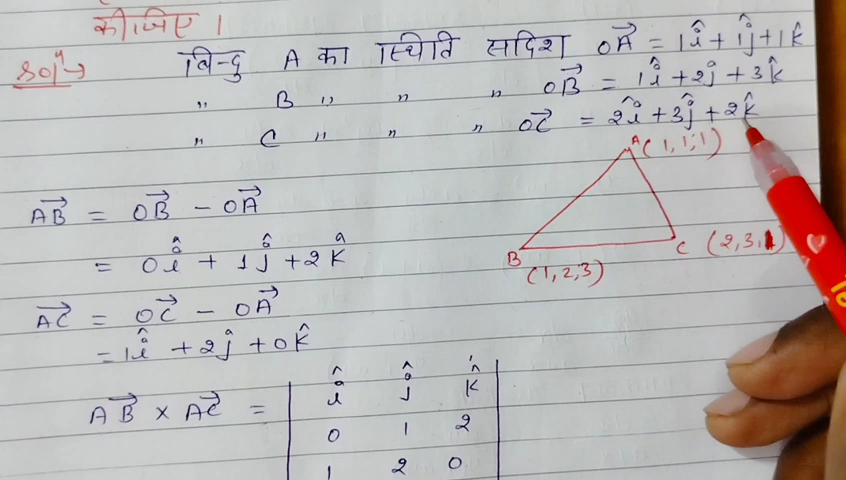 कीजिए ।
Solⁿ→ बिन्दु A का स्थिति सदिश OA⃗ = 1î + 1ĵ + 1k̂
" B " " " OB⃗ = 1î + 2ĵ + 3k̂
" C " " " OC⃗ = 2î + 3ĵ + 2k̂
A (1, 1, 1)
AB⃗ = OB⃗ - OA⃗
B C (2, 3, 1)
(1, 2, 3)
= 0î + 1ĵ + 2k̂
AC⃗ = OC⃗ - OA⃗
= 1î + 2ĵ + 0k̂
î ĵ k̂
AB⃗ × AC⃗ =
0 1 2
1 2 0